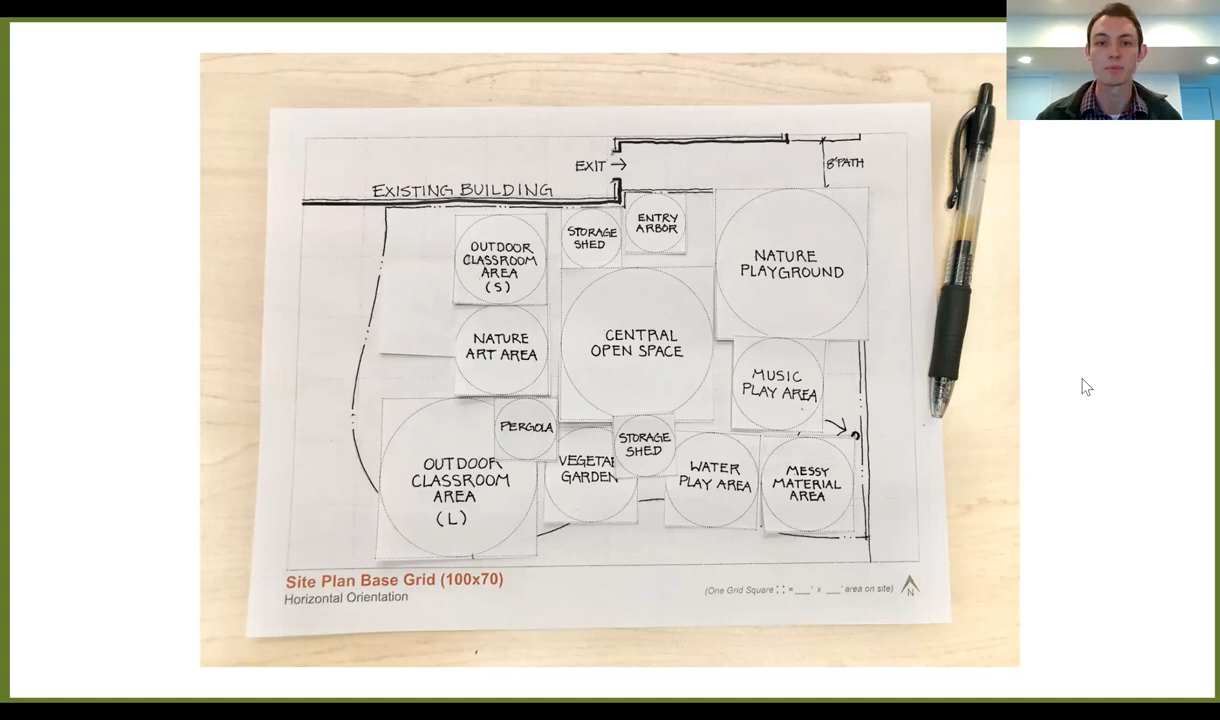 EXIT →
8' PATH
EXISTING BUILDING
OUTDOOR
CLASSROOM
AREA
(S)
STORAGE
SHED
ENTRY
ARBOR
NATURE
PLAYGROUND
NATURE
ART AREA
CENTRAL
OPEN SPACE
MUSIC
PLAY AREA
PERGOLA
OUTDOOR
CLASSROOM
AREA
(L)
VEGETA
GARDEN
STORAGE
SHED
WATER
PLAY AREA
MESSY
MATERIAL
AREA
Site Plan Base Grid (100x70)
Horizontal Orientation
(One Grid Square :: = ___' x ___' area on site)
N